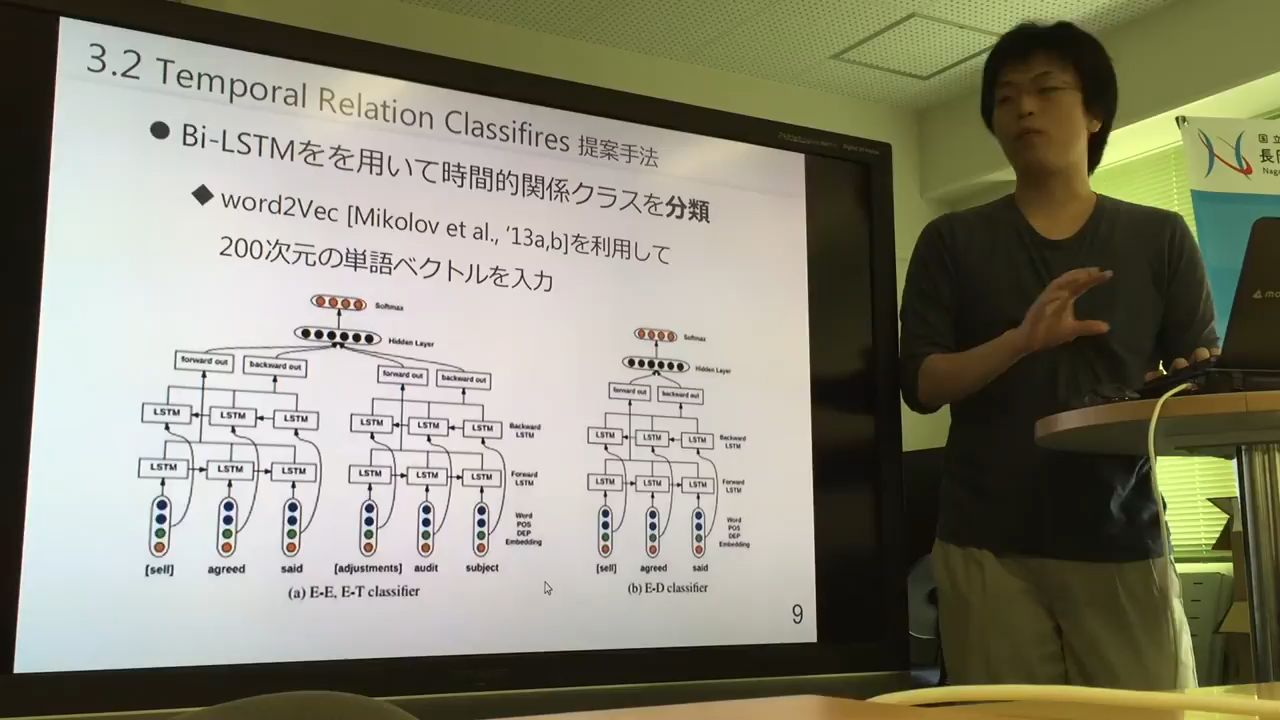 3.2 Temporal Relation Classifires 提案手法
● Bi-LSTMをを用いて時間的関係クラスを分類
◆ word2Vec [Mikolov et al., '13a,b]を利用して
200次元の単語ベクトルを入力
Softmax
Hidden Layer
forward out backward out forward out backward out
LSTM LSTM LSTM LSTM LSTM LSTM
Backward
LSTM
LSTM LSTM LSTM LSTM LSTM LSTM
Forward
LSTM
Word
POS
DEP
Embedding
[sell] agreed said [adjustments] audit subject
(a) E-E, E-T classifier
Softmax
Hidden Layer
forward out backward out
LSTM LSTM LSTM
Backward
LSTM
LSTM LSTM LSTM
Forward
LSTM
Word
POS
DEP
Embedding
[sell] agreed said
(b) E-D classifier
9
国立
長岡
Naga